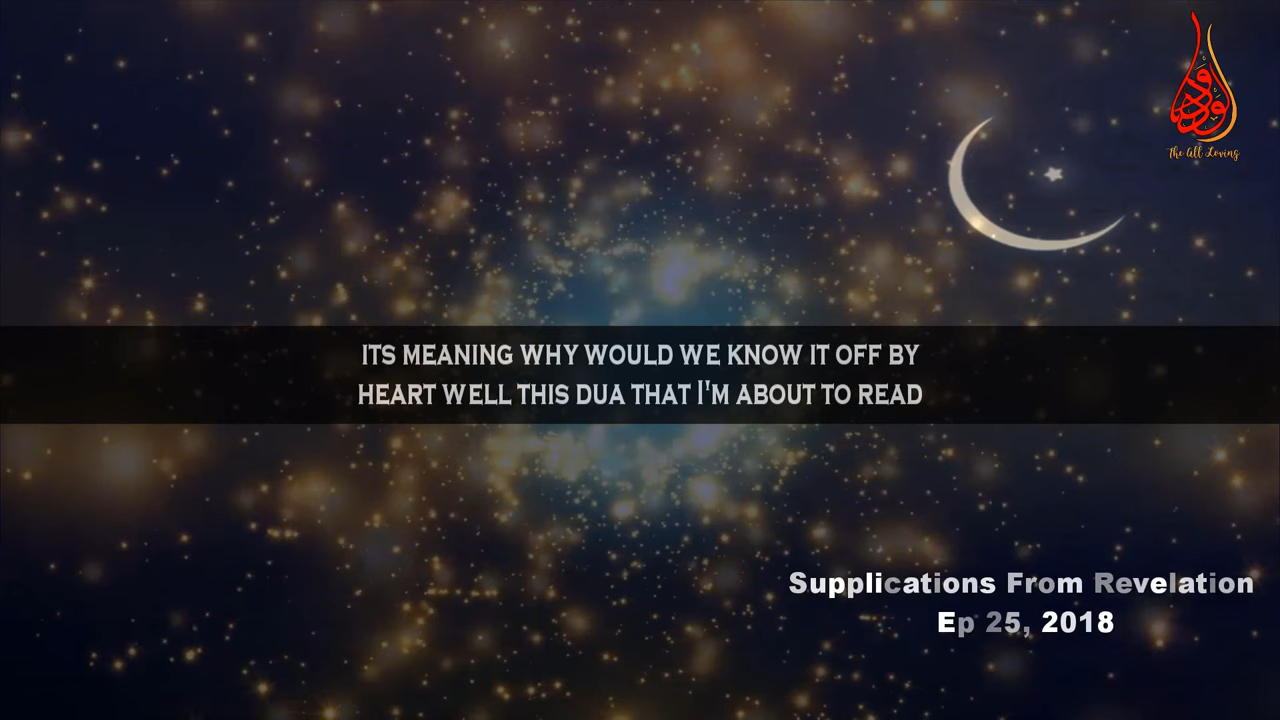 الودود
The All Loving
ITS MEANING WHY WOULD WE KNOW IT OFF BY
HEART WELL THIS DUA THAT I'M ABOUT TO READ
Supplications From Revelation
Ep 25, 2018